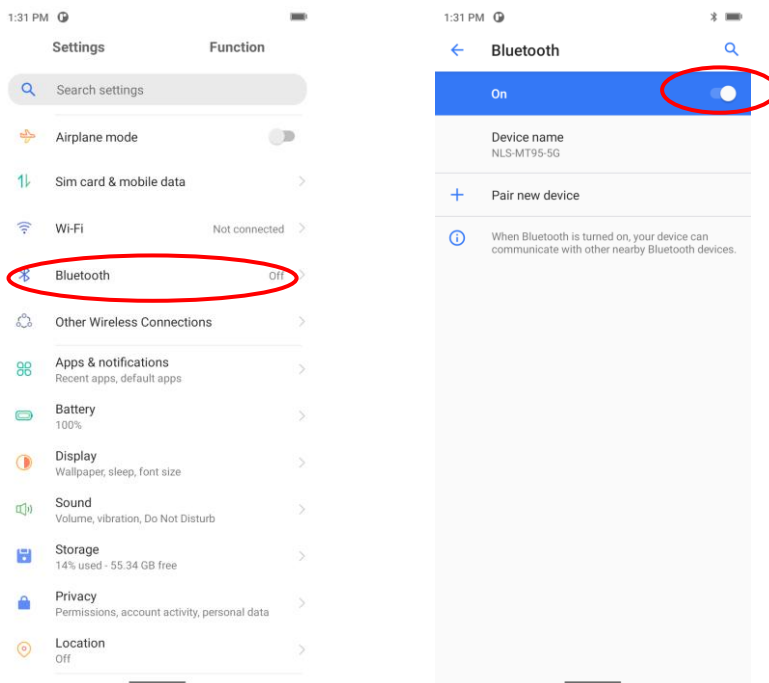 1:31 PM
Settings Function
Search settings
Airplane mode
Sim card & mobile data
Wi-Fi Not connected
Bluetooth Off
Other Wireless Connections
Apps & notifications
Recent apps, default apps
Battery
100%
Display
Wallpaper, sleep, font size
Sound
Volume, vibration, Do Not Disturb
Storage
14% used - 55.34 GB free
Privacy
Permissions, account activity, personal data
Location
Off
1:31 PM
Bluetooth
On
Device name
NLS-MT95-5G
Pair new device
When Bluetooth is turned on, your device can
communicate with other nearby Bluetooth devices.